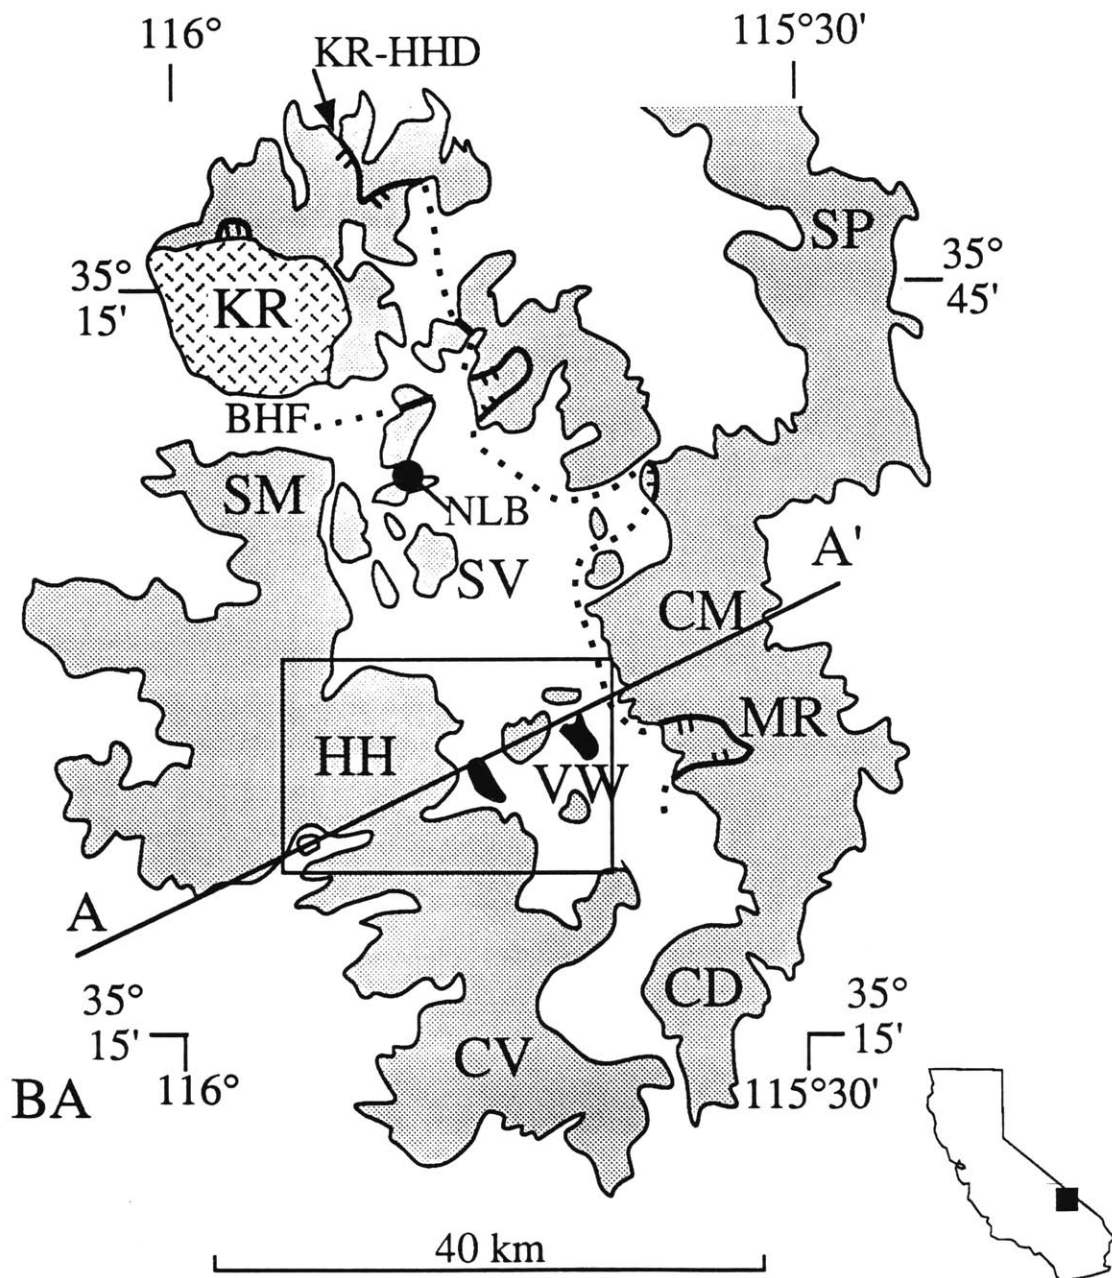 116°
115°30'
KR-HHD
SP
35°
15'
35°
45'
KR
BHF
SM
NLB
SV
A'
CM
HH
MR
VW
A
CD
35°
15'
35°
15'
CV
116°
115°30'
BA
40 km